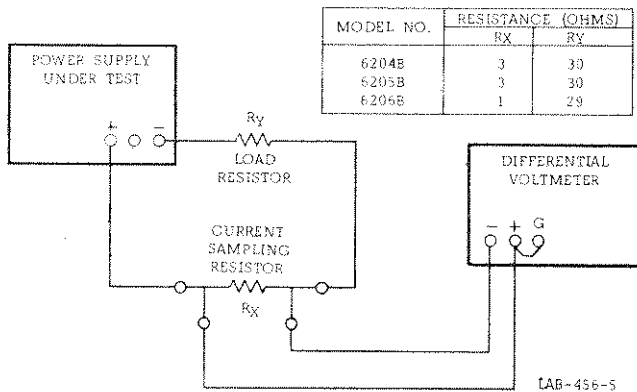 MODEL NO.
RESISTANCE (OHMS)
RX
RY
6204B 3 30
6205B 3 30
6206B 1 29
POWER SUPPLY
UNDER TEST
+ −
RY
LOAD
RESISTOR
CURRENT
SAMPLING
RESISTOR
RX
DIFFERENTIAL
VOLTMETER
− + G
LAB-456-5